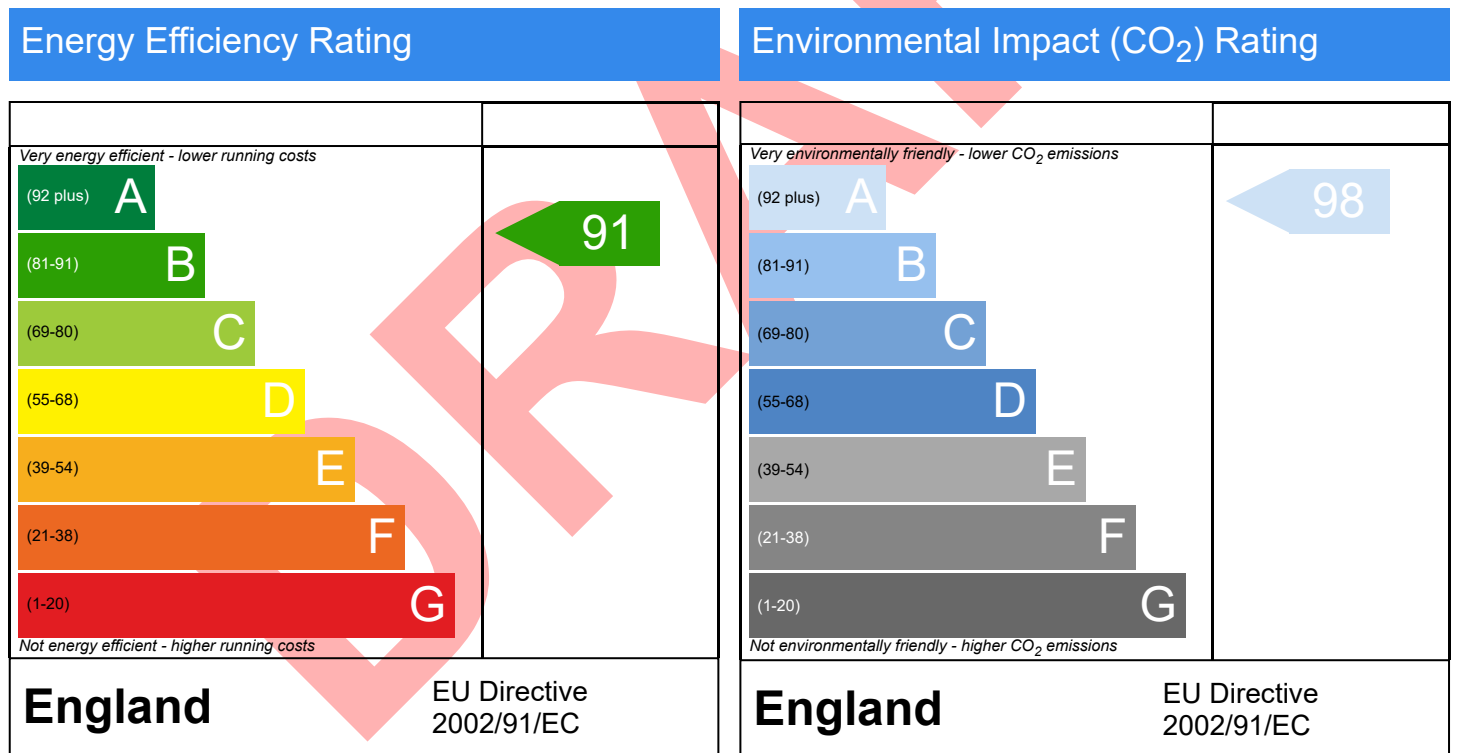 Energy Efficiency Rating
Very energy efficient - lower running costs
(92 plus) A
(81-91) B
91
(69-80) C
(55-68) D
(39-54) E
(21-38) F
(1-20) G
Not energy efficient - higher running costs
England
EU Directive
2002/91/EC
Environmental Impact (CO₂) Rating
Very environmentally friendly - lower CO₂ emissions
(92 plus) A
98
(81-91) B
(69-80) C
(55-68) D
(39-54) E
(21-38) F
(1-20) G
Not environmentally friendly - higher CO₂ emissions
England
EU Directive
2002/91/EC